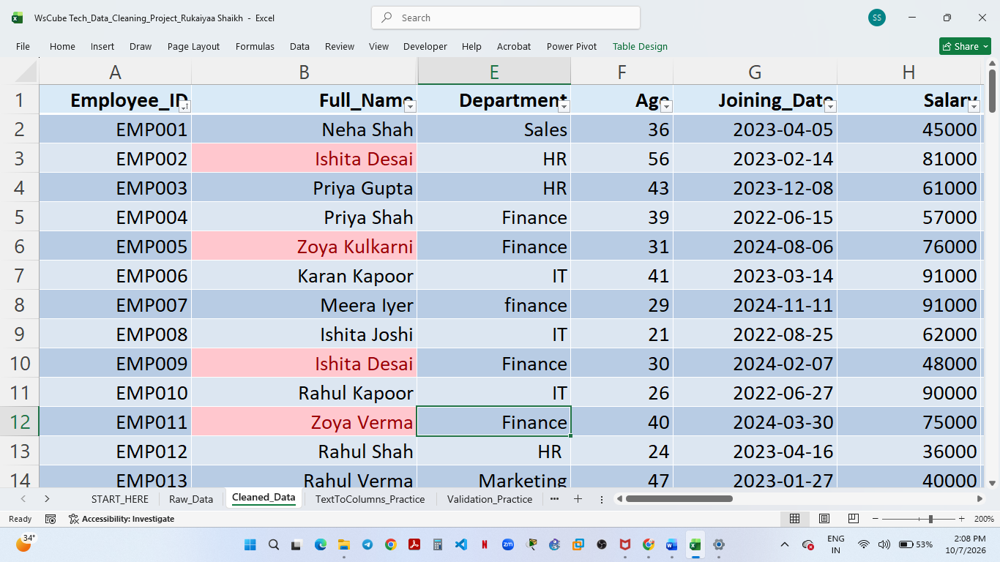 WsCube Tech_Data_Cleaning_Project_Rukaiyaa Shaikh - Excel
Search
SS
File Home Insert Draw Page Layout Formulas Data Review View Developer Help Acrobat Power Pivot Table Design
Share
A B E F G H
1 Employee_ID Full_Name Department Age Joining_Date Salary
2 EMP001 Neha Shah Sales 36 2023-04-05 45000
3 EMP002 Ishita Desai HR 56 2023-02-14 81000
4 EMP003 Priya Gupta HR 43 2023-12-08 61000
5 EMP004 Priya Shah Finance 39 2022-06-15 57000
6 EMP005 Zoya Kulkarni Finance 31 2024-08-06 76000
7 EMP006 Karan Kapoor IT 41 2023-03-14 91000
8 EMP007 Meera Iyer finance 29 2024-11-11 91000
9 EMP008 Ishita Joshi IT 21 2022-08-25 62000
10 EMP009 Ishita Desai Finance 30 2024-02-07 48000
11 EMP010 Rahul Kapoor IT 26 2022-06-27 90000
12 EMP011 Zoya Verma Finance 40 2024-03-30 75000
13 EMP012 Rahul Shah HR 24 2023-04-16 36000
14 EMP013 Rahul Verma Marketing 47 2023-01-27 40000
START_HERE Raw_Data Cleaned_Data TextToColumns_Practice Validation_Practice
Ready Accessibility: Investigate 200%
34° ENG IN 53% 2:08 PM
10/7/2026